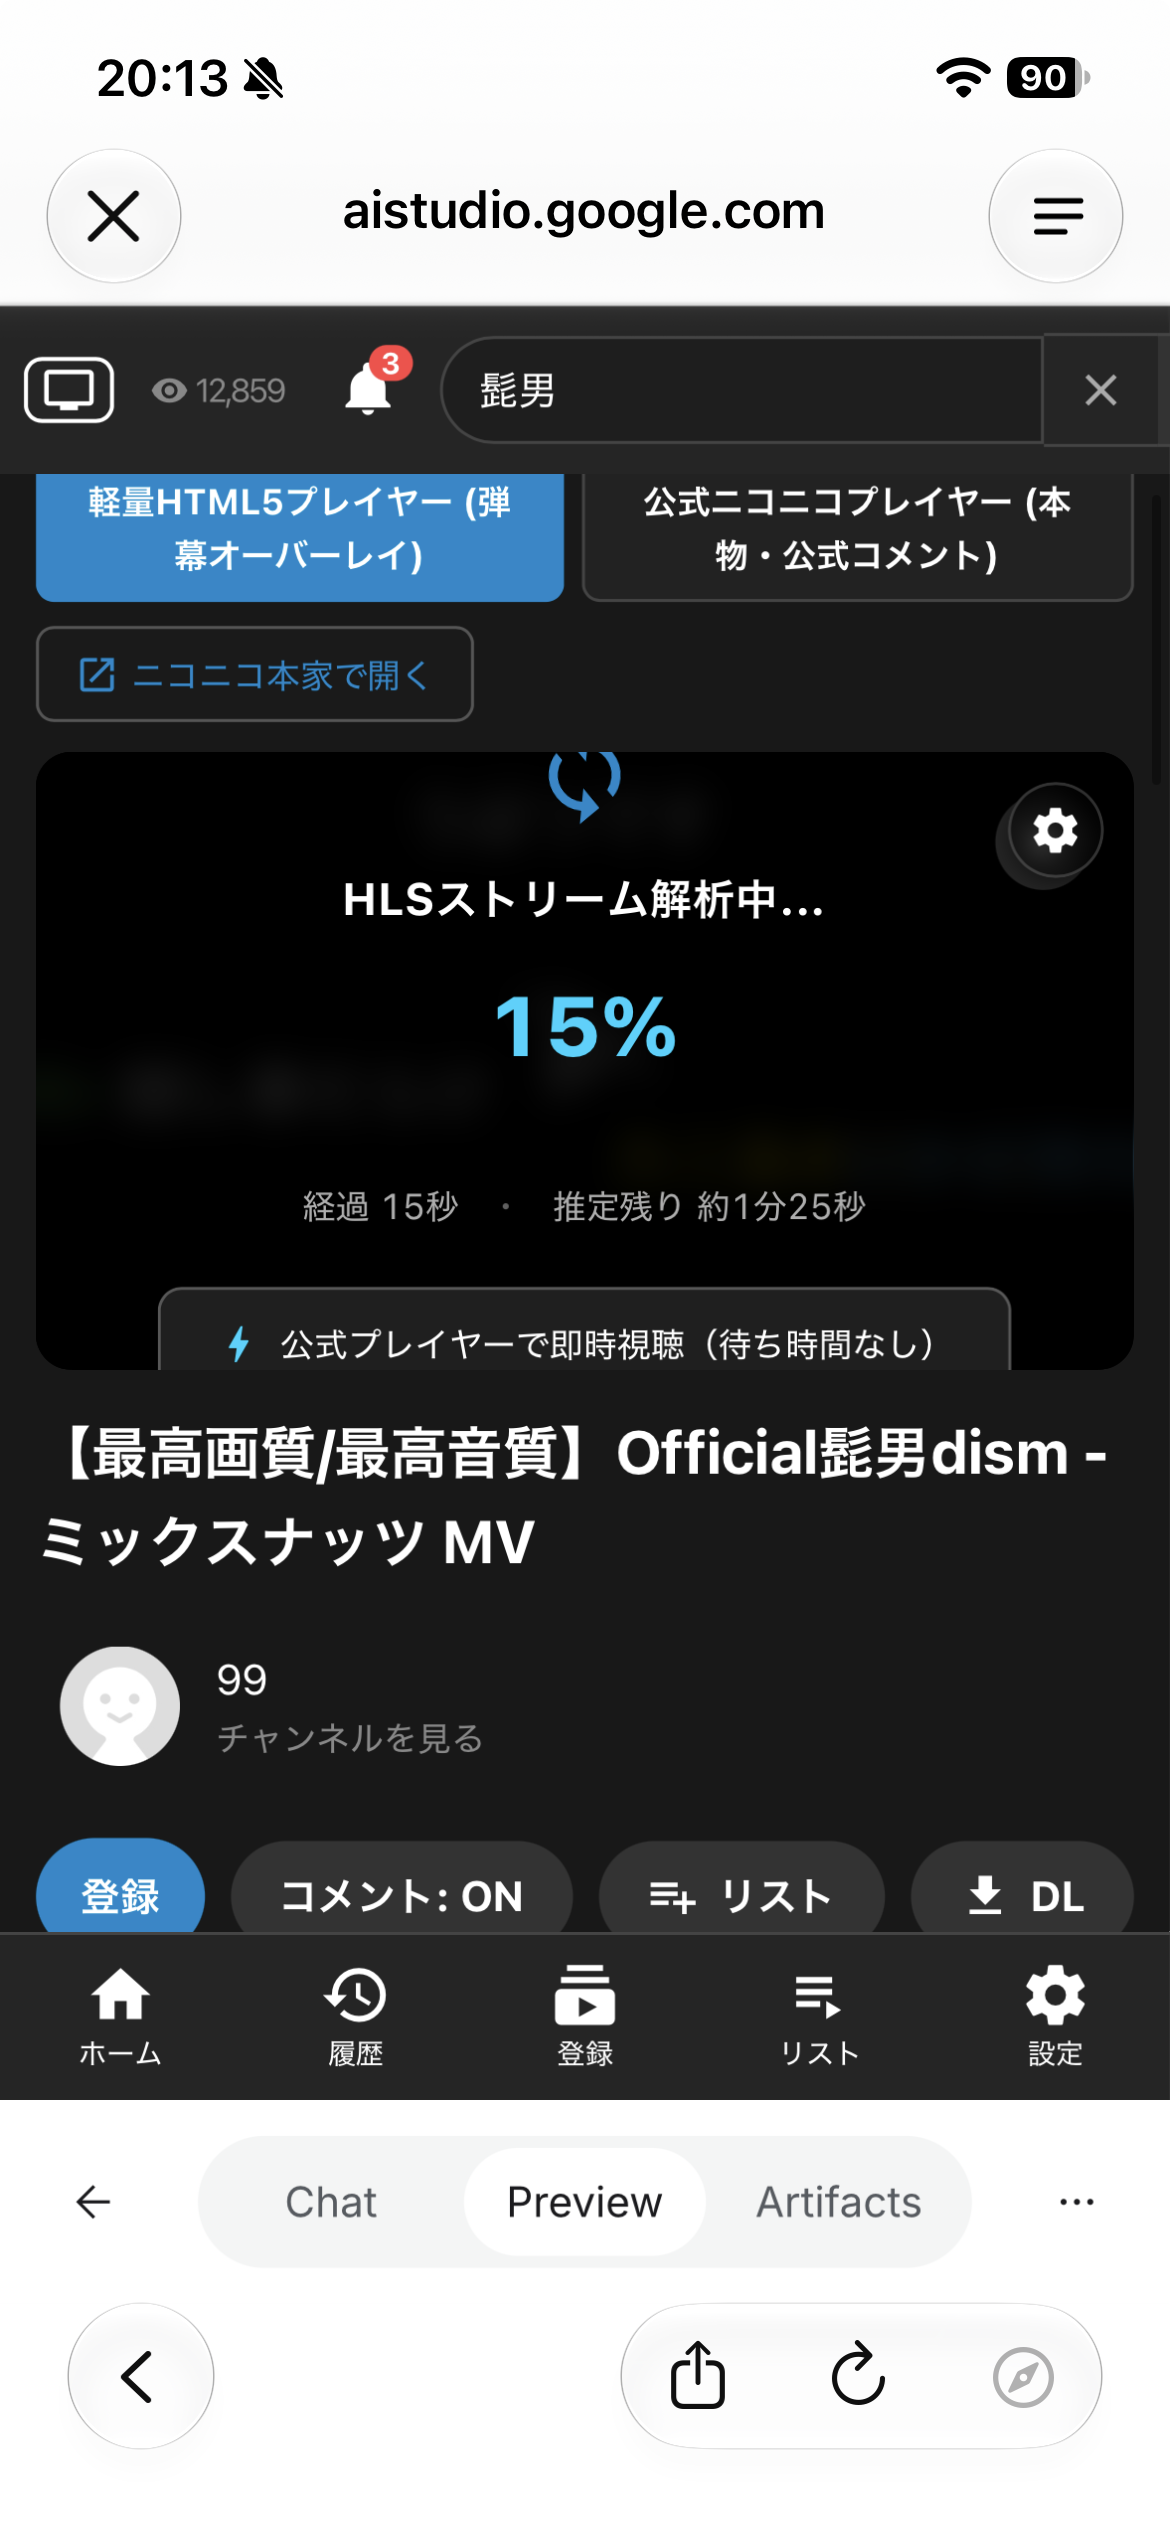 20:13
90
aistudio.google.com
12,859
3
髭男
軽量HTML5プレイヤー (弾
幕オーバーレイ)
公式ニコニコプレイヤー (本
物・公式コメント)
ニコニコ本家で開く
HLSストリーム解析中...
15%
経過 15秒 ・ 推定残り 約1分25秒
公式プレイヤーで即時視聴（待ち時間なし）
【最高画質/最高音質】Official髭男dism -
ミックスナッツ MV
99
チャンネルを見る
登録
コメント: ON
リスト
DL
ホーム
履歴
登録
リスト
設定
Chat
Preview
Artifacts